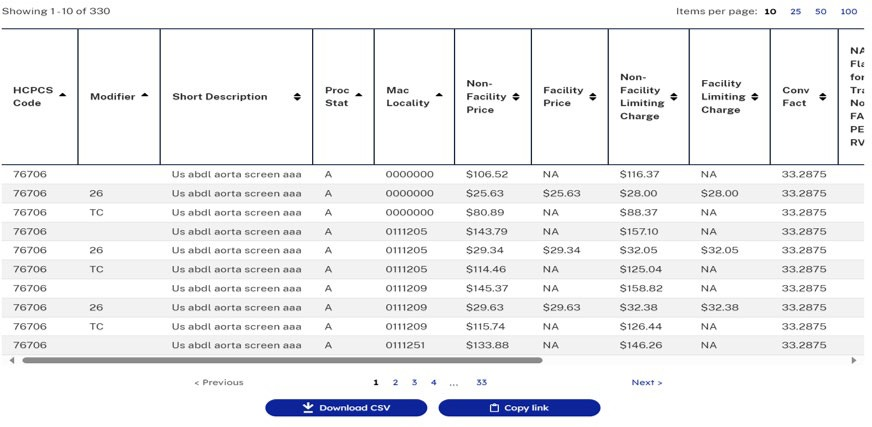 Showing 1-10 of 330 Items per page: 10 25 50 100
HCPCS Code Modifier Short Description Proc Stat Mac Locality Non-Facility Price Facility Price Non-Facility Limiting Charge Facility Limiting Charge Conv Fact NA Fla for Tra No FA PE RV
76706 Us abdl aorta screen aaa A 0000000 $106.52 NA $116.37 NA 33.2875
76706 26 Us abdl aorta screen aaa A 0000000 $25.63 $25.63 $28.00 $28.00 33.2875
76706 TC Us abdl aorta screen aaa A 0000000 $80.89 NA $88.37 NA 33.2875
76706 Us abdl aorta screen aaa A 0111205 $143.79 NA $157.10 NA 33.2875
76706 26 Us abdl aorta screen aaa A 0111205 $29.34 $29.34 $32.05 $32.05 33.2875
76706 TC Us abdl aorta screen aaa A 0111205 $114.46 NA $125.04 NA 33.2875
76706 Us abdl aorta screen aaa A 0111209 $145.37 NA $158.82 NA 33.2875
76706 26 Us abdl aorta screen aaa A 0111209 $29.63 $29.63 $32.38 $32.38 33.2875
76706 TC Us abdl aorta screen aaa A 0111209 $115.74 NA $126.44 NA 33.2875
76706 Us abdl aorta screen aaa A 0111251 $133.88 NA $146.26 NA 33.2875
< Previous 1 2 3 4 ... 33 Next >
Download CSV Copy link